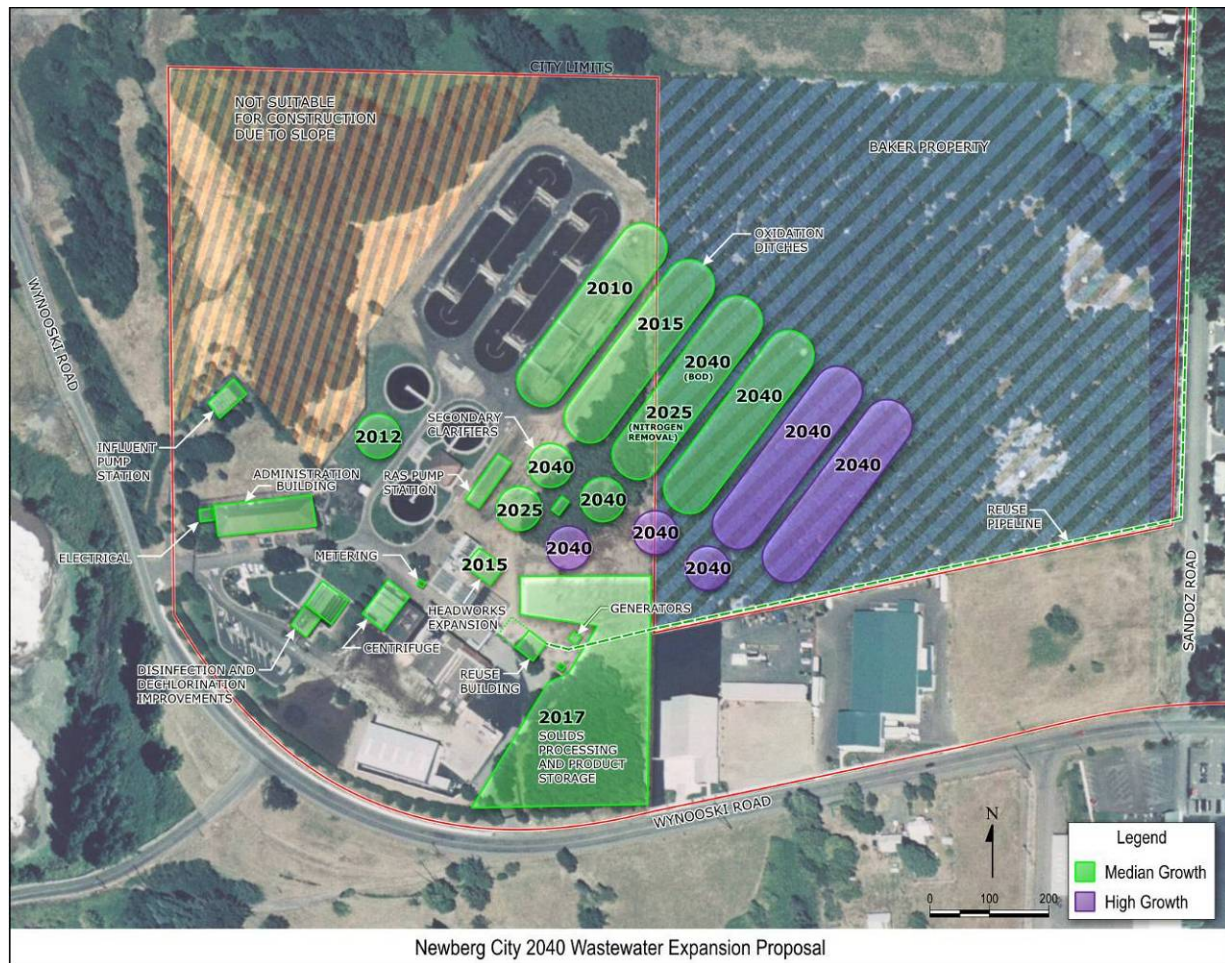 CITY LIMITS
NOT SUITABLE
FOR CONSTRUCTION
DUE TO SLOPE
BAKER PROPERTY
OXIDATION
DITCHES
2010
2015
2040
(BOD)
2025
(NITROGEN
REMOVAL)
2040
2040
2040
WYNOOSKI ROAD
INFLUENT
PUMP
STATION
2012
SECONDARY
CLARIFIERS
RAS PUMP
STATION
2040
2025
2040
2040
2040
2040
ADMINISTRATION
BUILDING
ELECTRICAL
METERING
2015
HEADWORKS
EXPANSION
GENERATORS
REUSE
PIPELINE
SANDOZ ROAD
DISINFECTION AND
DECHLORINATION
IMPROVEMENTS
CENTRIFUGE
REUSE
BUILDING
2017
SOLIDS
PROCESSING
AND PRODUCT
STORAGE
WYNOOSKI ROAD
N
0 100 200
Legend
Median Growth
High Growth
Newberg City 2040 Wastewater Expansion Proposal